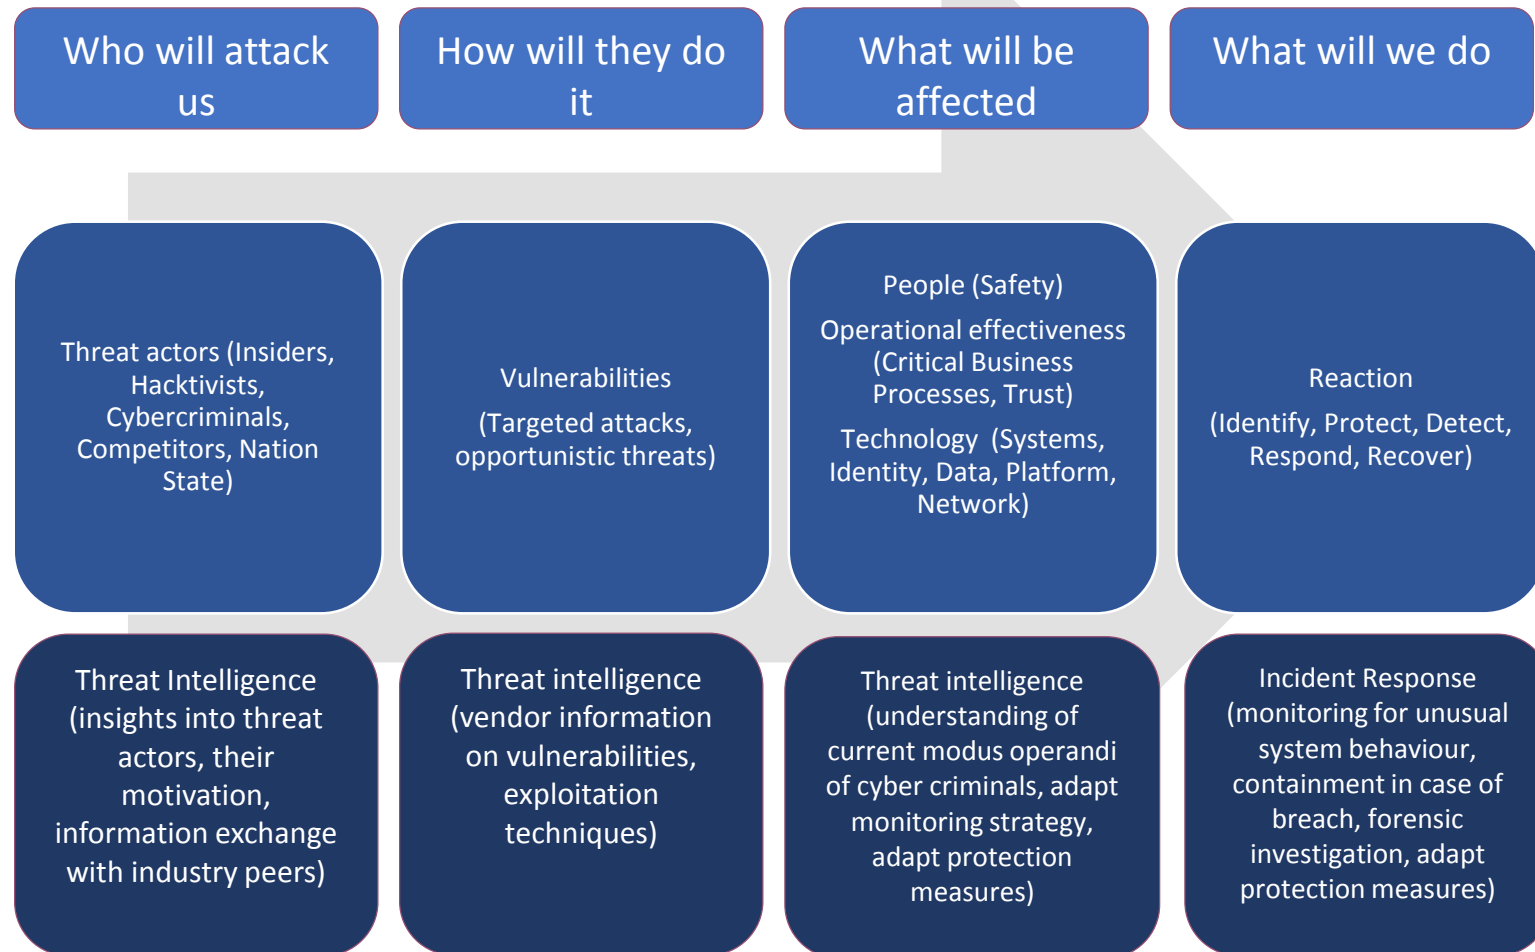 Who will attack
us
How will they do
it
What will be
affected
What will we do
Threat actors (Insiders,
Hacktivists,
Cybercriminals,
Competitors, Nation
State)
Vulnerabilities
(Targeted attacks,
opportunistic threats)
People (Safety)
Operational effectiveness
(Critical Business
Processes, Trust)
Technology (Systems,
Identity, Data, Platform,
Network)
Reaction
(Identify, Protect, Detect,
Respond, Recover)
Threat Intelligence
(insights into threat
actors, their
motivation,
information exchange
with industry peers)
Threat intelligence
(vendor information
on vulnerabilities,
exploitation
techniques)
Threat intelligence
(understanding of
current modus operandi
of cyber criminals, adapt
monitoring strategy,
adapt protection
measures)
Incident Response
(monitoring for unusual
system behaviour,
containment in case of
breach, forensic
investigation, adapt
protection measures)